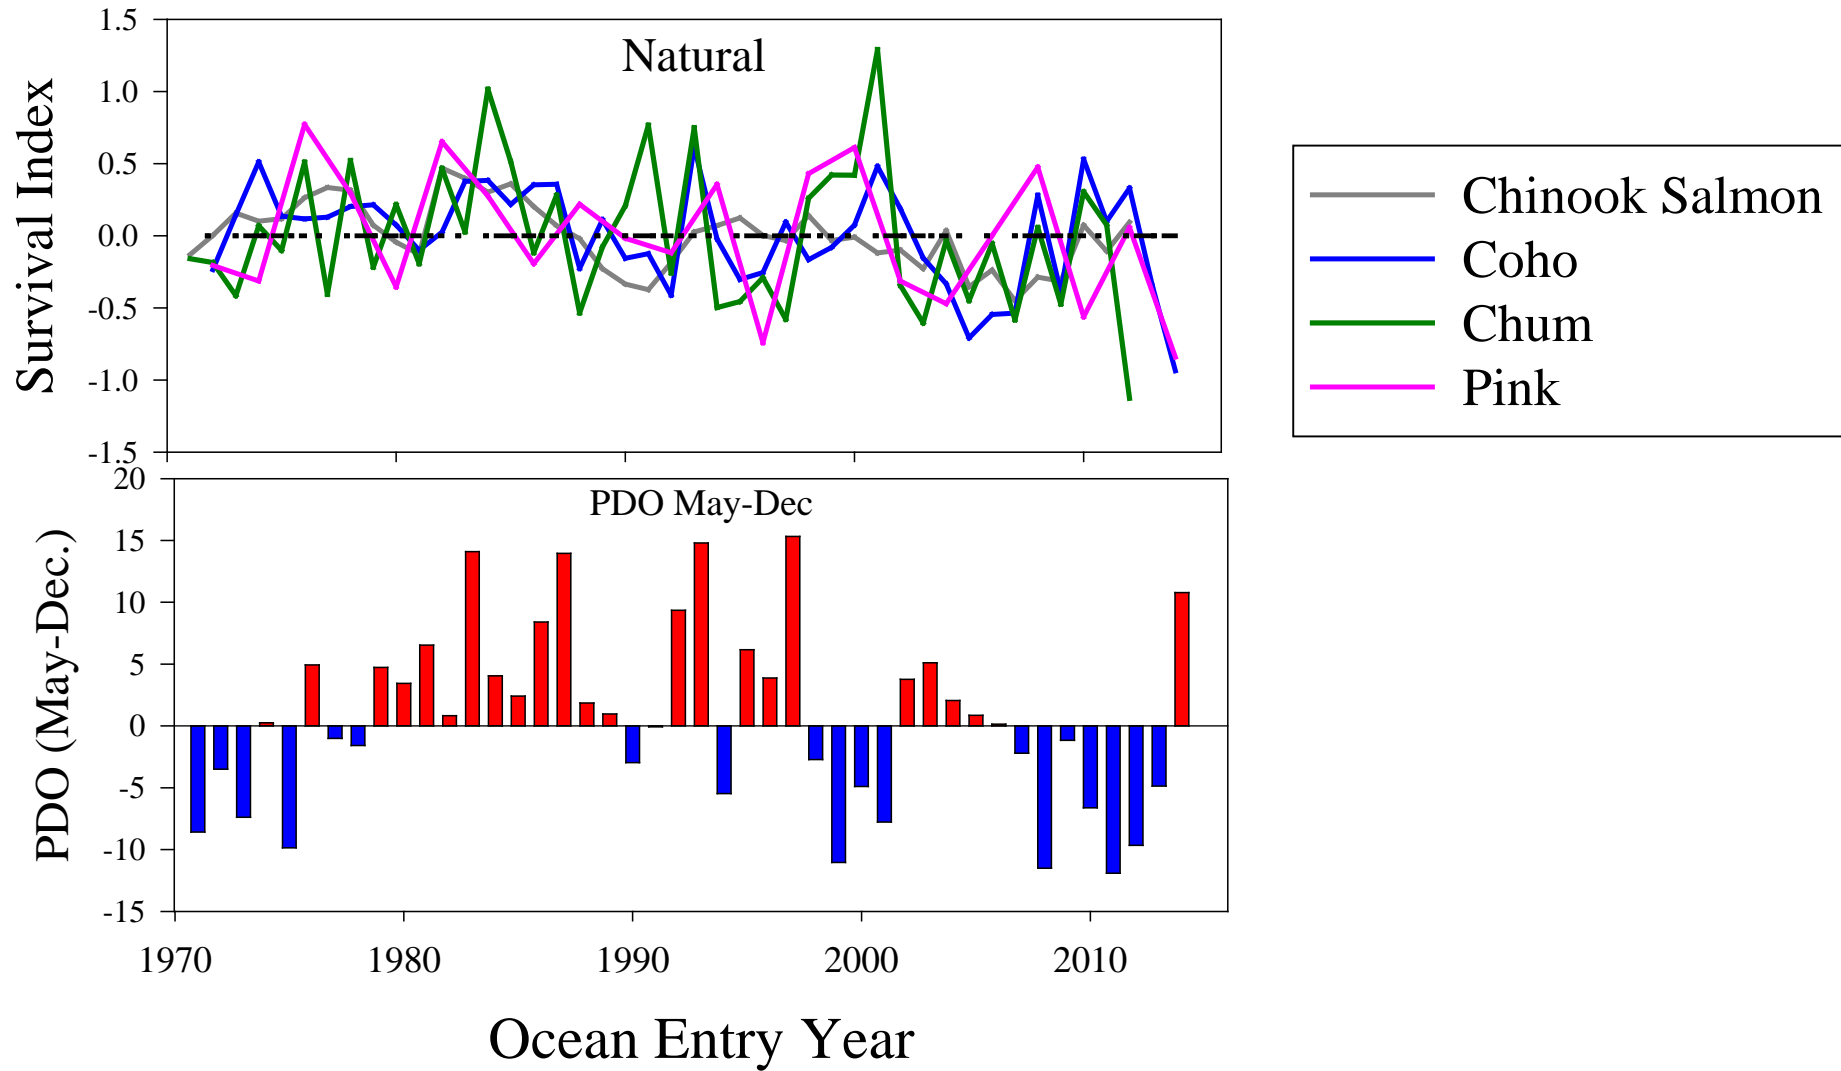 Natural
Survival Index
1.5
1.0
0.5
0.0
-0.5
-1.0
-1.5
Chinook Salmon
Coho
Chum
Pink
PDO May-Dec
PDO (May-Dec.)
20
15
10
5
0
-5
-10
-15
1970 1980 1990 2000 2010
Ocean Entry Year